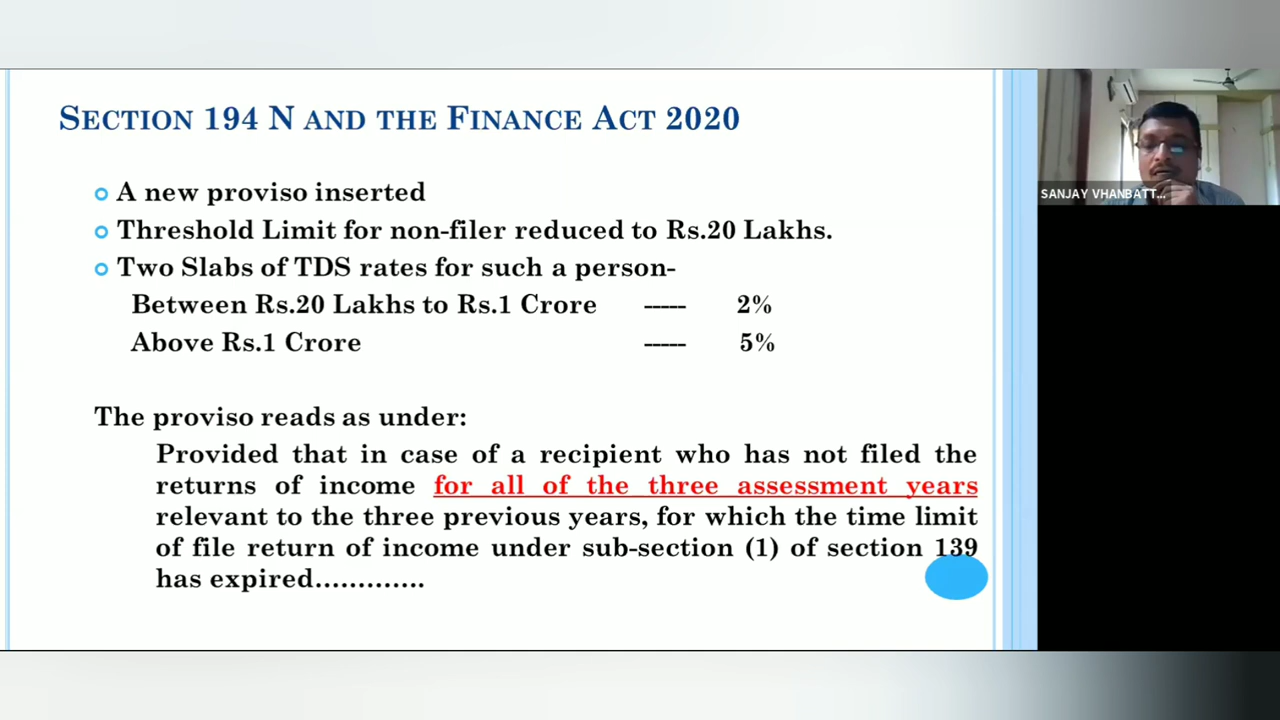 SECTION 194 N AND THE FINANCE ACT 2020
A new proviso inserted
Threshold Limit for non-filer reduced to Rs.20 Lakhs.
Two Slabs of TDS rates for such a person-
Between Rs.20 Lakhs to Rs.1 Crore ----- 2%
Above Rs.1 Crore ----- 5%
The proviso reads as under:
Provided that in case of a recipient who has not filed the
returns of income for all of the three assessment years
relevant to the three previous years, for which the time limit
of file return of income under sub-section (1) of section 139
has expired………….
SANJAY VHANBATT...